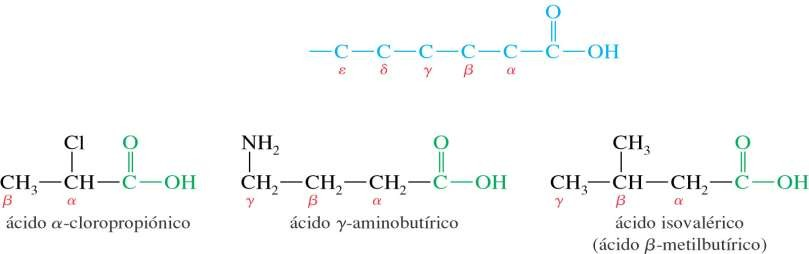 O
—C—C—C—C—C—C—OH
ε δ γ β α
Cl O
CH₃—CH—C—OH
β α
ácido α-cloropropiónico
NH₂ O
CH₂—CH₂—CH₂—C—OH
γ β α
ácido γ-aminobutírico
CH₃ O
CH₃—CH—CH₂—C—OH
γ β α
ácido isovalérico
(ácido β-metilbutírico)